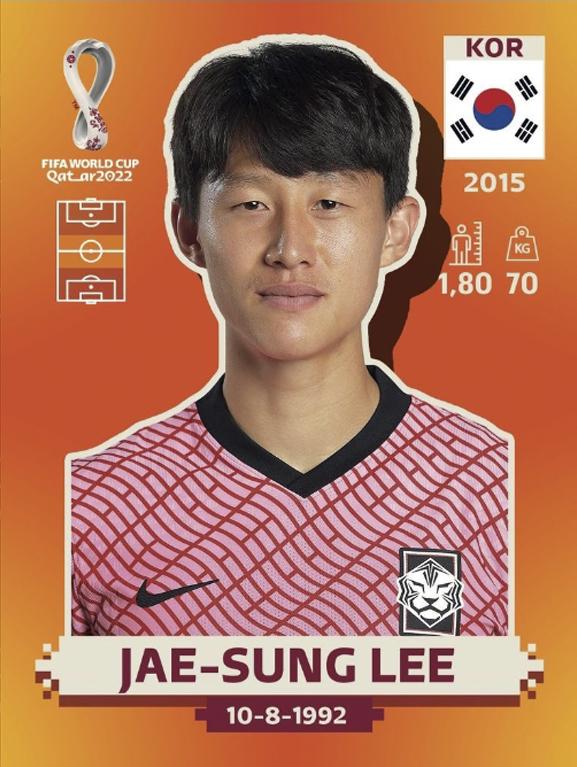 KOR
FIFA WORLD CUP
Qatar2022
2015
KG
1,80 70
JAE-SUNG LEE
10-8-1992